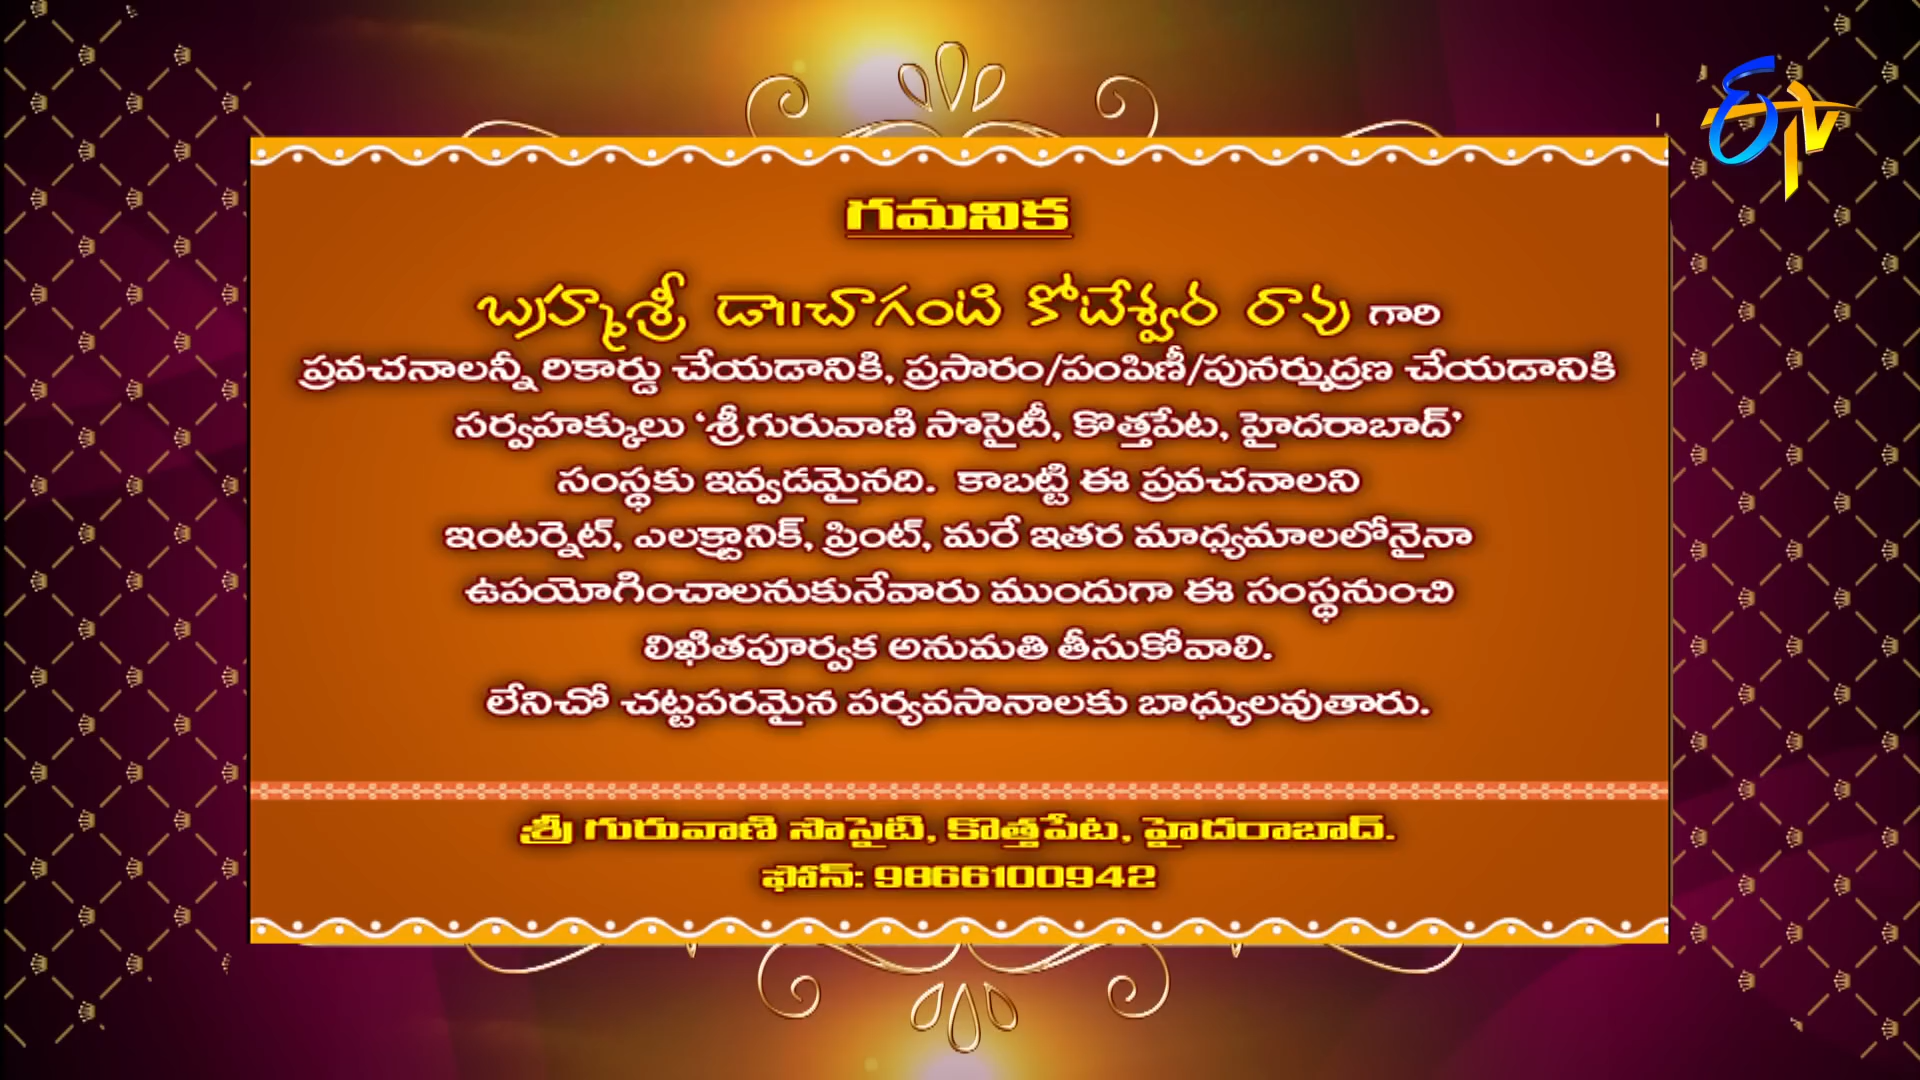 ఈtv
గమనిక
బ్రహ్మశ్రీ డా॥చాగంటి కోటేశ్వర రావు గారి
ప్రవచనాలన్నీ రికార్డు చేయడానికి, ప్రసారం/పంపిణీ/పునర్ముద్రణ చేయడానికి
సర్వహక్కులు ‘శ్రీగురువాణి సొసైటీ, కొత్తపేట, హైదరాబాద్’
సంస్థకు ఇవ్వడమైనది. కాబట్టి ఈ ప్రవచనాలని
ఇంటర్నెట్, ఎలక్ట్రానిక్, ప్రింట్, మరే ఇతర మాధ్యమాలలోనైనా
ఉపయోగించాలనుకునేవారు ముందుగా ఈ సంస్థనుంచి
లిఖితపూర్వక అనుమతి తీసుకోవాలి.
లేనిచో చట్టపరమైన పర్యవసానాలకు బాధ్యులవుతారు.
శ్రీ గురువాణి సొసైటి, కొత్తపేట, హైదరాబాద్.
ఫోన్: 9866100942